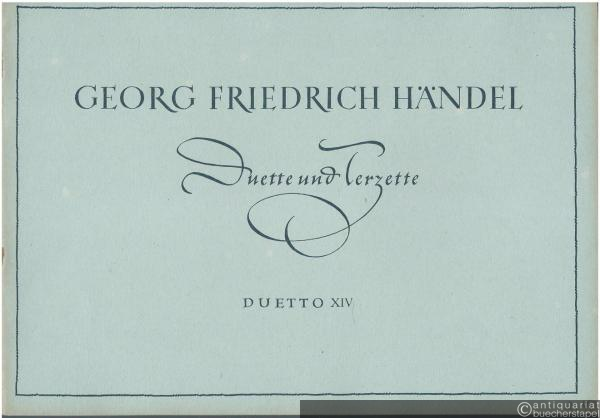 GEORG FRIEDRICH HÄNDEL
Duette und Terzette
DUETTO XIV
antiquariat
buecherstapel